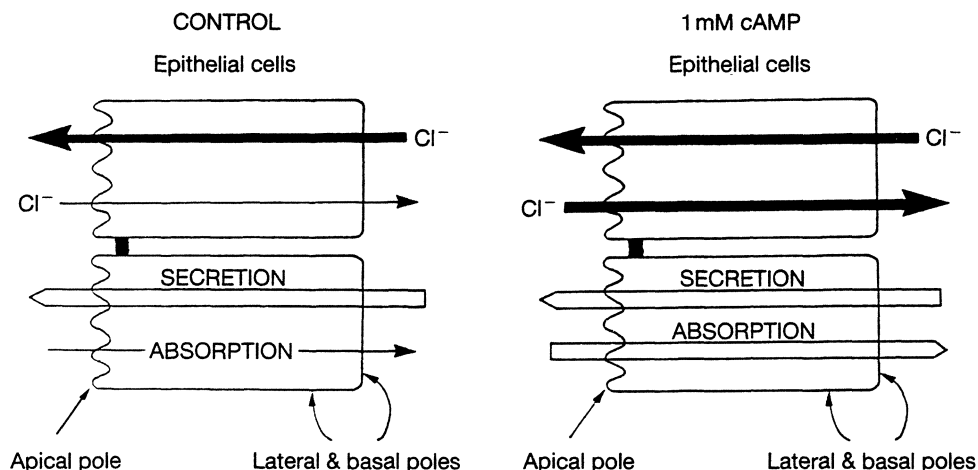 CONTROL
Epithelial cells
Cl⁻
Cl⁻
SECRETION
ABSORPTION
Apical pole
Lateral & basal poles
1 mM cAMP
Epithelial cells
Cl⁻
Cl⁻
SECRETION
ABSORPTION
Apical pole
Lateral & basal poles